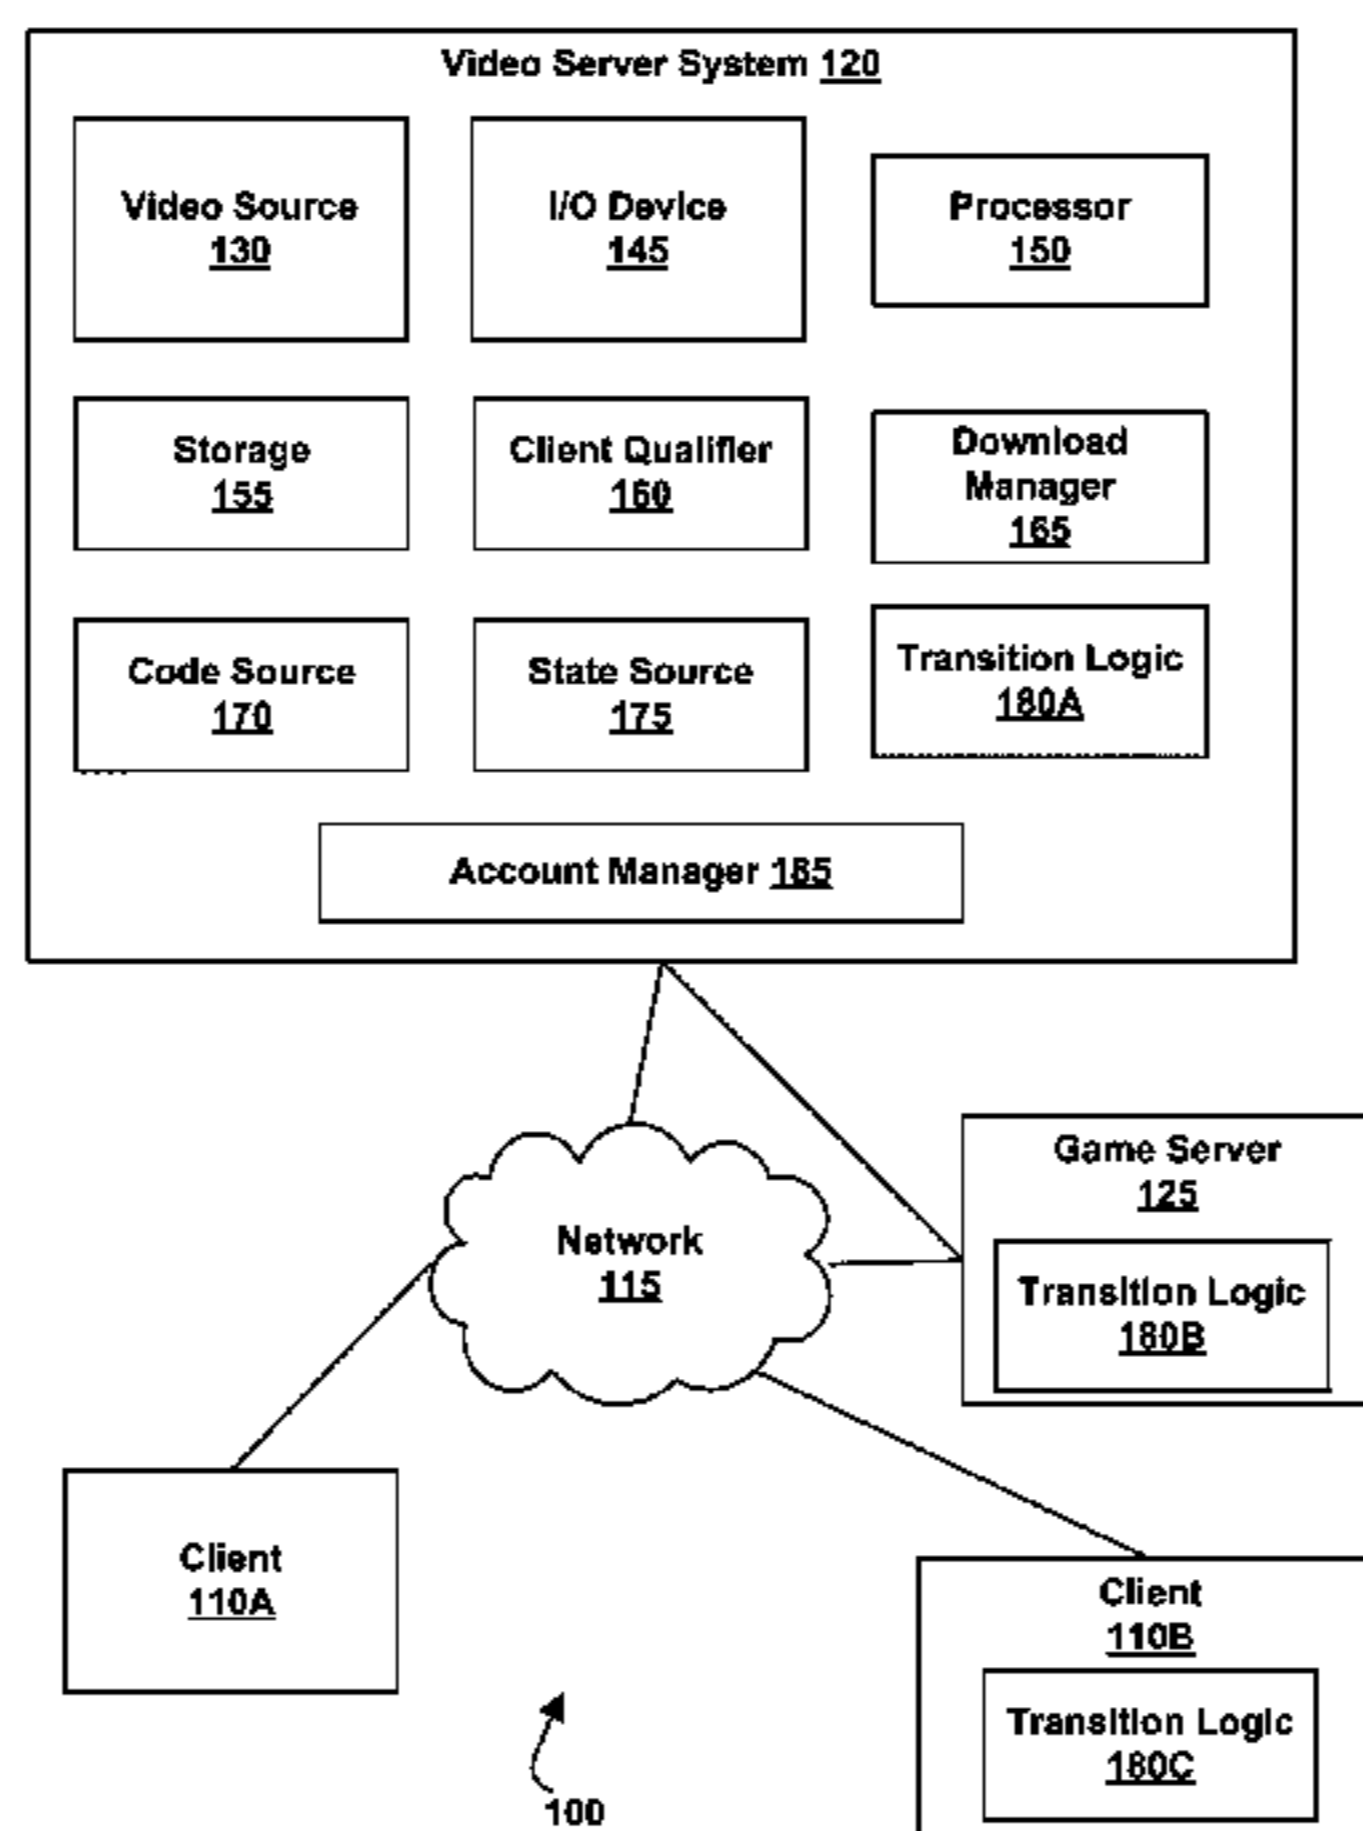 Video Server System 120
Video Source
130
I/O Device
145
Processor
150
Storage
155
Client Qualifier
160
Download
Manager
165
Code Source
170
State Source
175
Transition Logic
180A
Account Manager 185
Network
115
Game Server
125
Transition Logic
180B
Client
110A
Client
110B
Transition Logic
180C
100